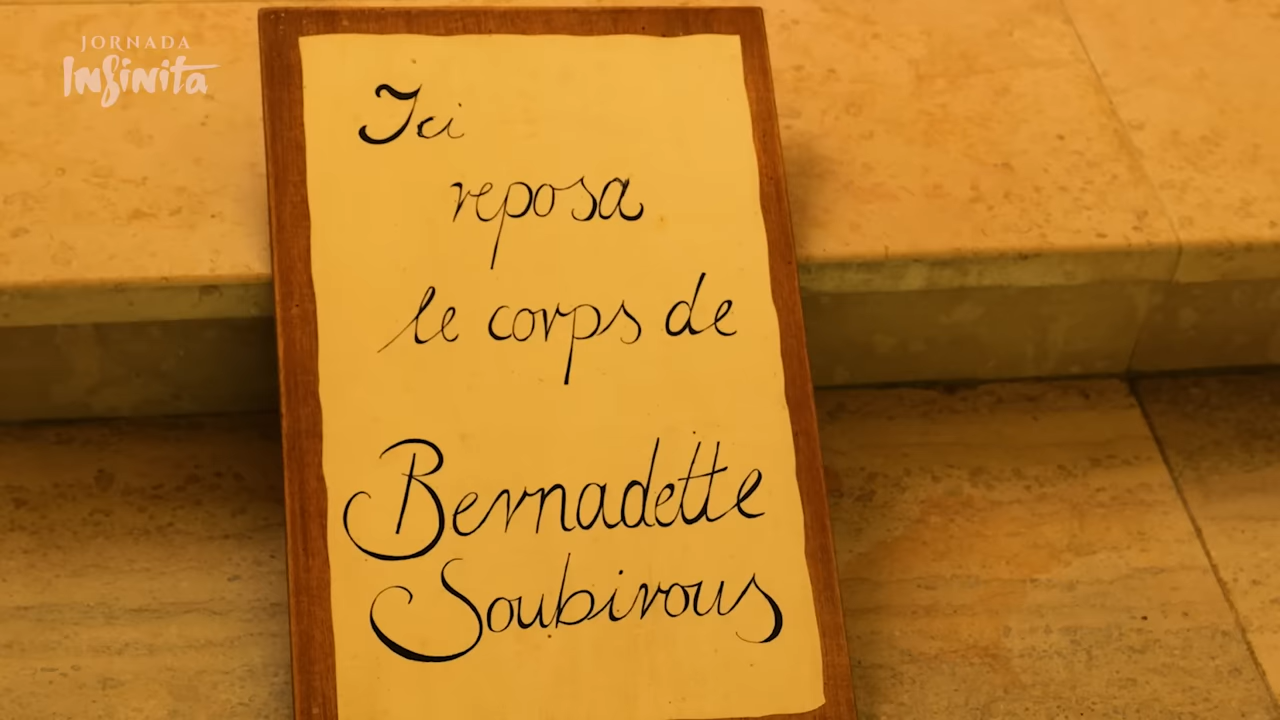 JORNADA
Infinita
Ici
reposa
le corps de
Bernadette
Soubirous